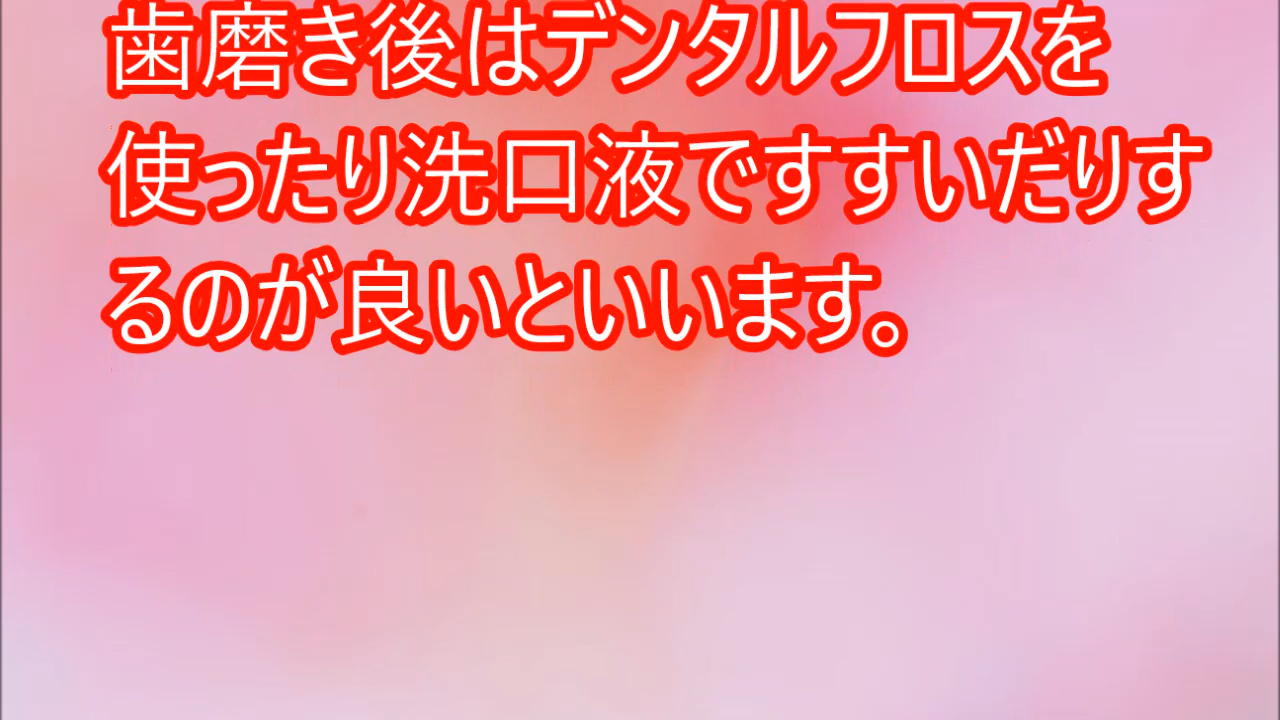 歯磨き後はデンタルフロスを
使ったり洗口液ですすいだりす
るのが良いといいます。